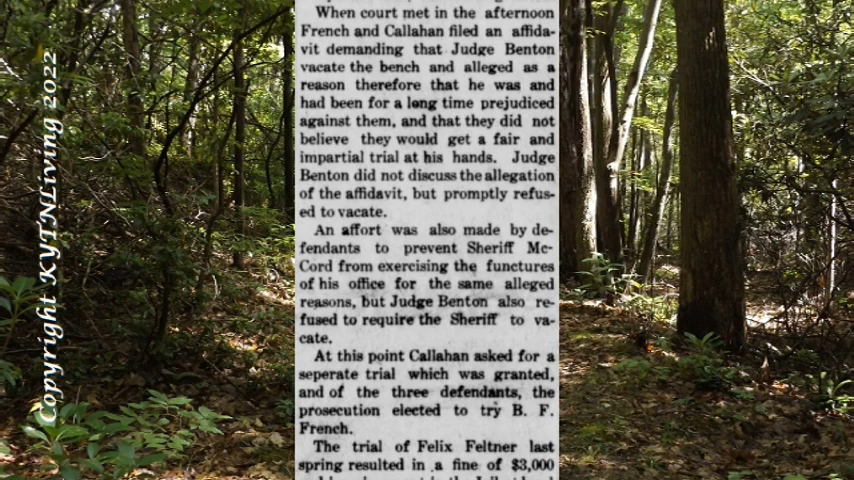 When court met in the afternoon
French and Callahan filed an affida-
vit demanding that Judge Benton
vacate the bench and alleged as a
reason therefore that he was and
had been for a long time prejudiced
against them, and that they did not
believe they would get a fair and
impartial trial at his hands. Judge
Benton did not discuss the allegation
of the affidavit, but promptly refus-
ed to vacate.
An affort was also made by de-
fendants to prevent Sheriff Mc-
Cord from exercising the functures
of his office for the same alleged
reasons, but Judge Benton also re-
fused to require the Sheriff to va-
cate.
At this point Callahan asked for a
seperate trial which was granted,
and of the three defendants, the
prosecution elected to try B. F.
French.
The trial of Felix Feltner last
spring resulted in a fine of $3,000
Copyright KYTNLiving 2022